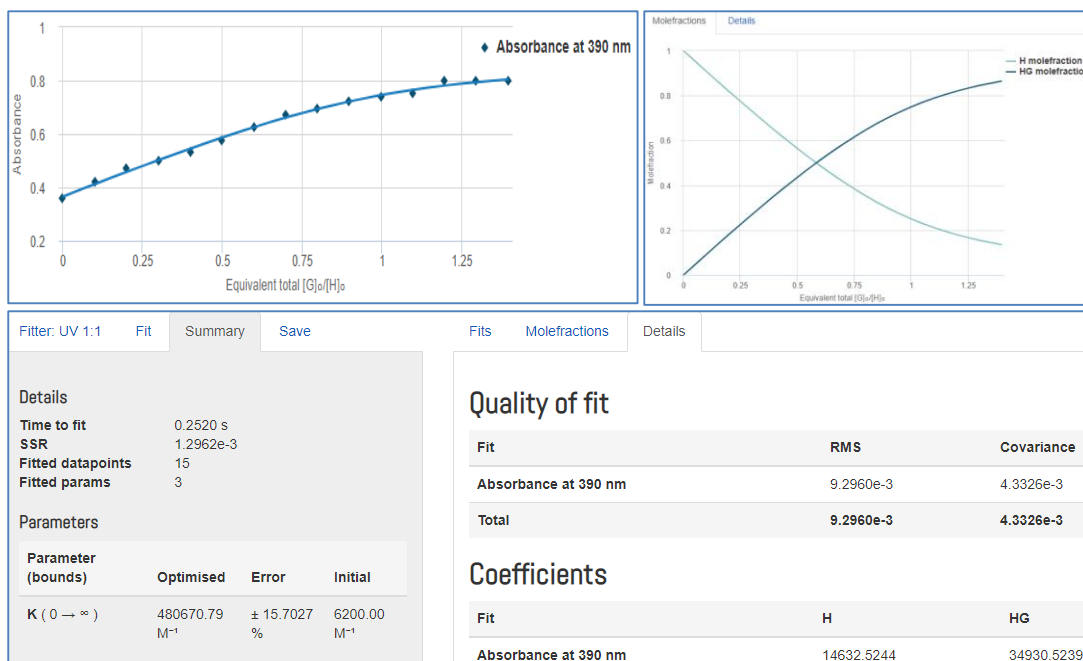 1
0.8
0.6
0.4
0.2
0 0.25 0.5 0.75 1 1.25
Absorbance
Equivalent total [G]₀/[H]₀
Absorbance at 390 nm
Molefractions Details
1
0.8
0.6
0.4
0.2
0
0 0.25 0.5 0.75 1 1.25
Molefraction
Equivalent total [G]₀/[H]₀
H molefraction
HG molefractio
Fitter: UV 1:1 Fit Summary Save
Details
Time to fit 0.2520 s
SSR 1.2962e-3
Fitted datapoints 15
Fitted params 3
Parameters
Parameter
(bounds) Optimised Error Initial
K ( 0 → ∞ ) 480670.79 ± 15.7027 6200.00
M⁻¹ % M⁻¹
Fits Molefractions Details
Quality of fit
Fit RMS Covariance
Absorbance at 390 nm 9.2960e-3 4.3326e-3
Total 9.2960e-3 4.3326e-3
Coefficients
Fit H HG
Absorbance at 390 nm 14632.5244 34930.5239